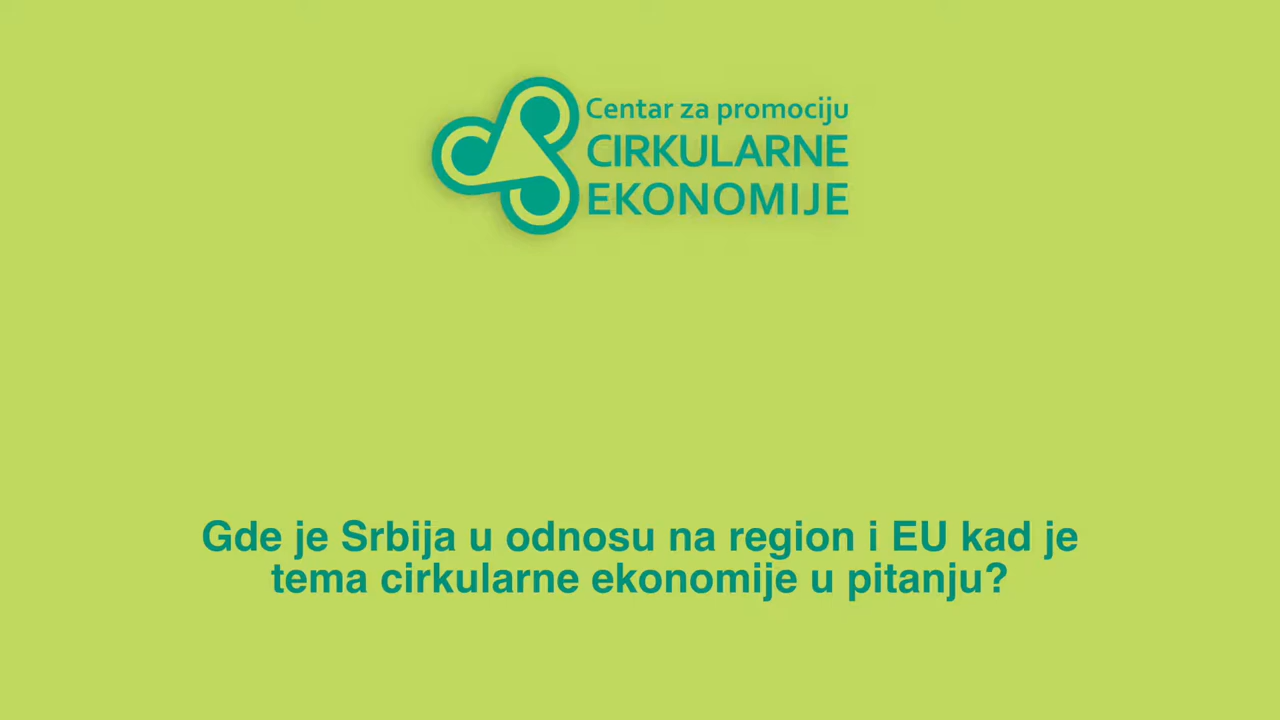 Centar za promociju
CIRKULARNE
EKONOMIJE
Gde je Srbija u odnosu na region i EU kad je
tema cirkularne ekonomije u pitanju?